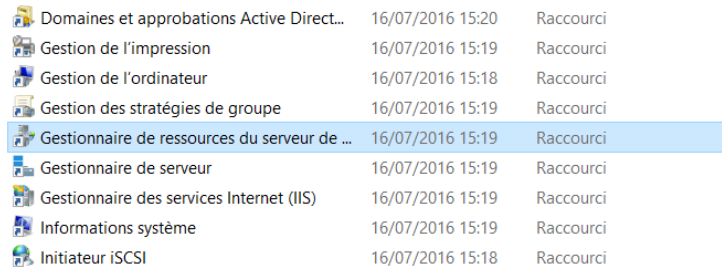 Domaines et approbations Active Direct... 16/07/2016 15:20 Raccourci
Gestion de l'impression 16/07/2016 15:19 Raccourci
Gestion de l'ordinateur 16/07/2016 15:18 Raccourci
Gestion des stratégies de groupe 16/07/2016 15:19 Raccourci
Gestionnaire de ressources du serveur de ... 16/07/2016 15:19 Raccourci
Gestionnaire de serveur 16/07/2016 15:19 Raccourci
Gestionnaire des services Internet (IIS) 16/07/2016 15:19 Raccourci
Informations système 16/07/2016 15:19 Raccourci
Initiateur iSCSI 16/07/2016 15:18 Raccourci